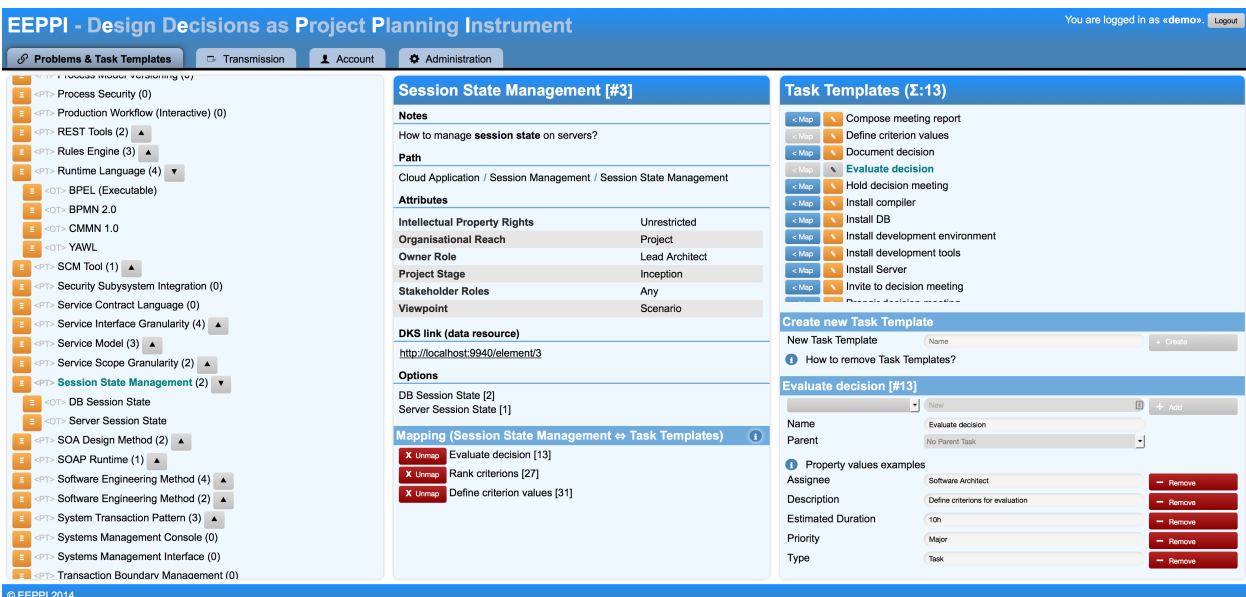 EEPPI - Design Decisions as Project Planning Instrument
You are logged in as «demo».
Logout
Problems & Task Templates
Transmission
Account
Administration
<PT> Process Model Versioning (0)
<PT> Process Security (0)
<PT> Production Workflow (Interactive) (0)
<PT> REST Tools (2)
<PT> Rules Engine (3)
<PT> Runtime Language (4)
<OT> BPEL (Executable)
<OT> BPMN 2.0
<OT> CMMN 1.0
<OT> YAWL
<PT> SCM Tool (1)
<PT> Security Subsystem Integration (0)
<PT> Service Contract Language (0)
<PT> Service Interface Granularity (4)
<PT> Service Model (3)
<PT> Service Scope Granularity (2)
<PT> Session State Management (2)
<OT> DB Session State
<OT> Server Session State
<PT> SOA Design Method (2)
<PT> SOAP Runtime (1)
<PT> Software Engineering Method (4)
<PT> Software Engineering Method (2)
<PT> System Transaction Pattern (3)
<PT> Systems Management Console (0)
<PT> Systems Management Interface (0)
<PT> Transaction Boundary Management (0)
Session State Management [#3]
Notes
How to manage session state on servers?
Path
Cloud Application / Session Management / Session State Management
Attributes
Intellectual Property Rights Unrestricted
Organisational Reach Project
Owner Role Lead Architect
Project Stage Inception
Stakeholder Roles Any
Viewpoint Scenario
DKS link (data resource)
http://localhost:9940/element/3
Options
DB Session State [2]
Server Session State [1]
Mapping (Session State Management ⇔ Task Templates)
X Unmap Evaluate decision [13]
X Unmap Rank criterions [27]
X Unmap Define criterion values [31]
Task Templates (Σ:13)
< Map Compose meeting report
< Map Define criterion values
< Map Document decision
< Map Evaluate decision
< Map Hold decision meeting
< Map Install compiler
< Map Install DB
< Map Install development environment
< Map Install development tools
< Map Install Server
< Map Invite to decision meeting
Create new Task Template
New Task Template Name + Create
How to remove Task Templates?
Evaluate decision [#13]
New + Add
Name Evaluate decision
Parent No Parent Task
Property values examples
Assignee Software Architect − Remove
Description Define criterions for evaluation − Remove
Estimated Duration 10h − Remove
Priority Major − Remove
Type Task − Remove
© EEPPI 2014